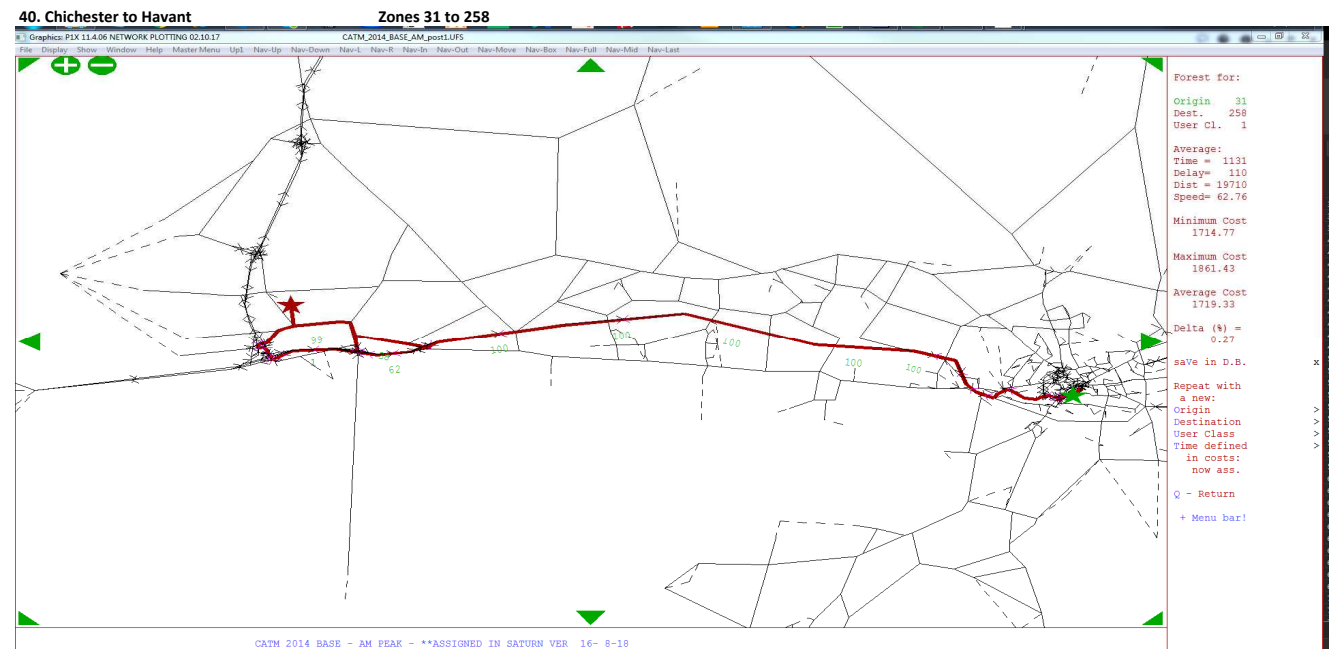 40. Chichester to Havant Zones 31 to 258
Graphics: P1X 11.4.06 NETWORK PLOTTING 02.10.17 CATM_2014_BASE_AM_post1.UFS
File Display Show Window Help Master Menu Up1 Nav-Up Nav-Down Nav-L Nav-R Nav-In Nav-Out Nav-Move Nav-Box Nav-Full Nav-Mid Nav-Last
Forest for:
Origin 31
Dest. 258
User Cl. 1
Average:
Time = 1131
Delay= 110
Dist = 19710
Speed= 62.76
Minimum Cost
1714.77
Maximum Cost
1861.43
Average Cost
1719.33
Delta (%) =
0.27
saVe in D.B. x
Repeat with
a new:
Origin >
Destination >
User Class >
Time defined >
in costs:
now ass.
Q - Return
+ Menu bar!
99
1
62
100
100
100
100
100
CATM 2014 BASE - AM PEAK - **ASSIGNED IN SATURN VER 16- 8-18